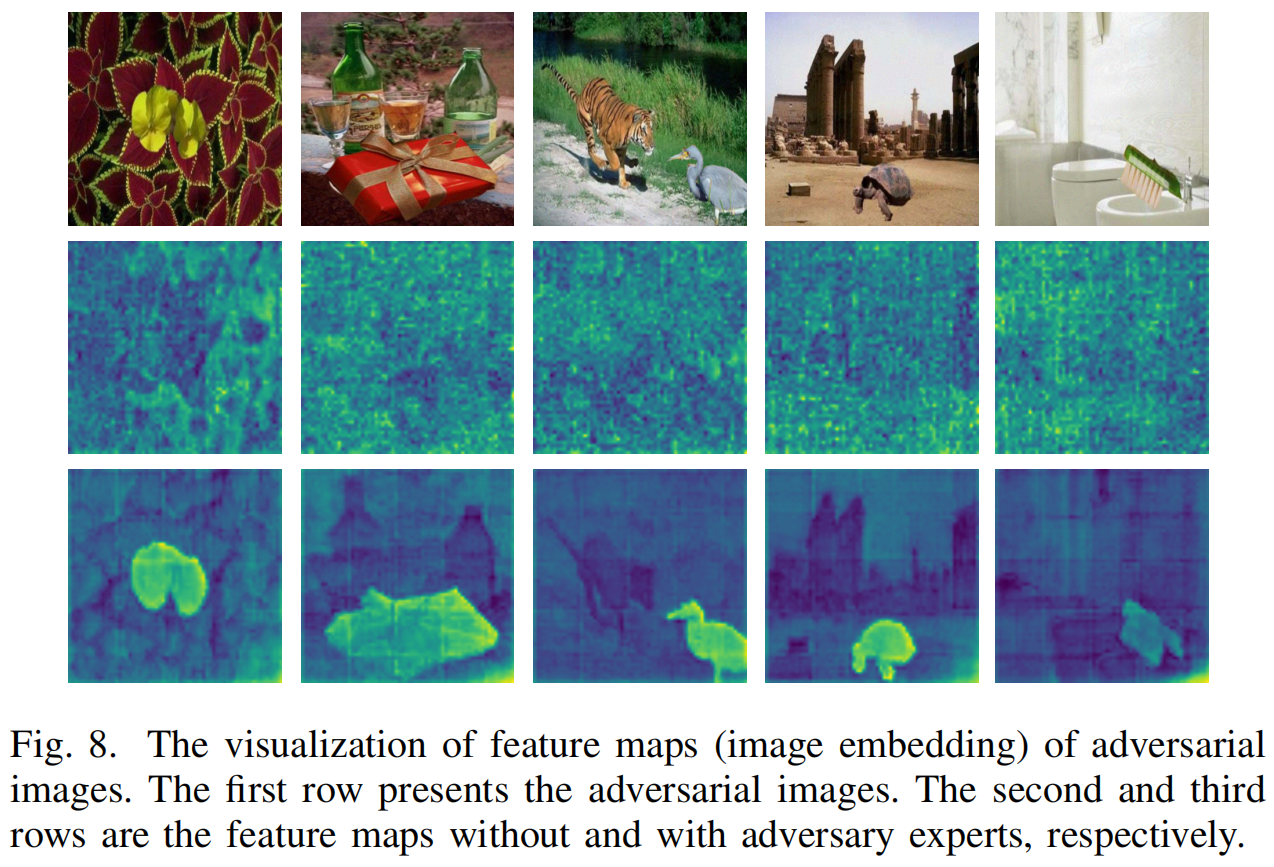 Fig. 8. The visualization of feature maps (image embedding) of adversarial
images. The first row presents the adversarial images. The second and third
rows are the feature maps without and with adversary experts, respectively.